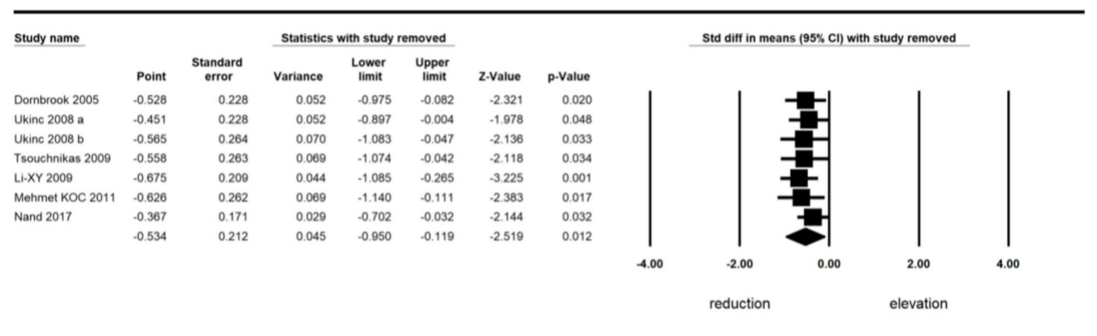 Study name Statistics with study removed Std diff in means (95% CI) with study removed
Point Standard error Variance Lower limit Upper limit Z-Value p-Value
Dornbrook 2005 -0.528 0.228 0.052 -0.975 -0.082 -2.321 0.020
Ukinc 2008 a -0.451 0.228 0.052 -0.897 -0.004 -1.978 0.048
Ukinc 2008 b -0.565 0.264 0.070 -1.083 -0.047 -2.136 0.033
Tsouchnikas 2009 -0.558 0.263 0.069 -1.074 -0.042 -2.118 0.034
Li-XY 2009 -0.675 0.209 0.044 -1.085 -0.265 -3.225 0.001
Mehmet KOC 2011 -0.626 0.262 0.069 -1.140 -0.111 -2.383 0.017
Nand 2017 -0.367 0.171 0.029 -0.702 -0.032 -2.144 0.032
-0.534 0.212 0.045 -0.950 -0.119 -2.519 0.012
-4.00 -2.00 0.00 2.00 4.00
reduction elevation